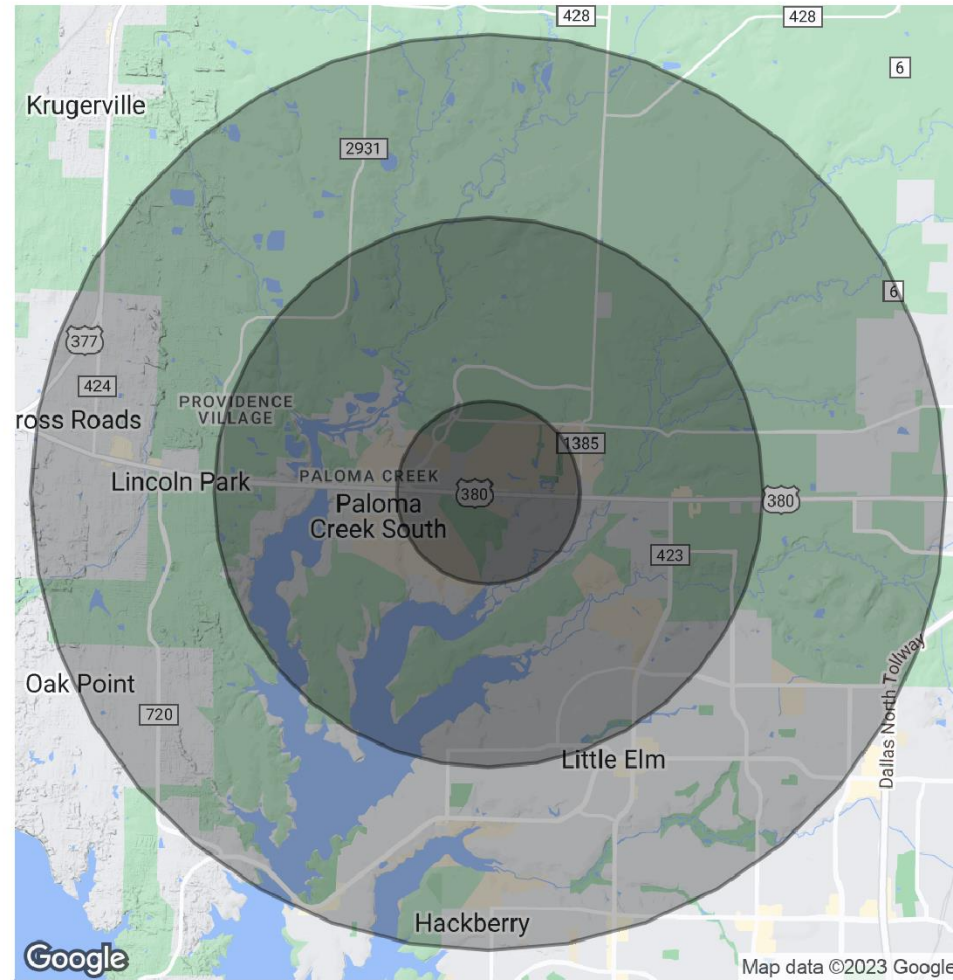 428
428
6
Krugerville
2931
6
377
424
PROVIDENCE
VILLAGE
ross Roads
1385
Lincoln Park
PALOMA CREEK
380
380
Paloma
Creek South
423
Oak Point
720
Dallas North Tollway
Little Elm
Hackberry
Google
Map data ©2023 Google